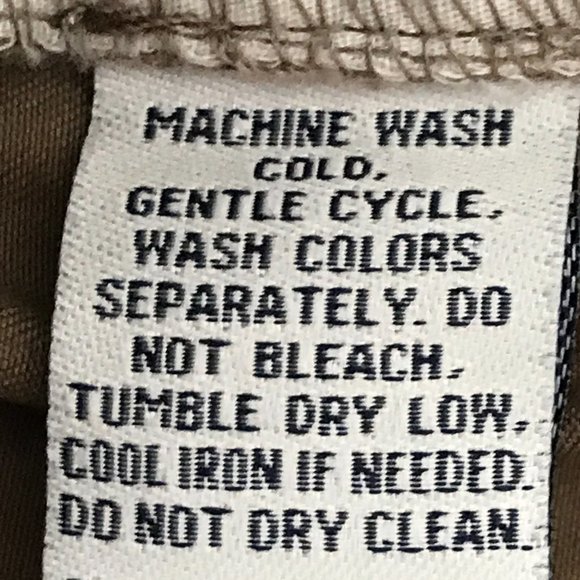 MACHINE WASH
COLD,
GENTLE CYCLE,
WASH COLORS
SEPARATELY. DO
NOT BLEACH,
TUMBLE DRY LOW,
COOL IRON IF NEEDED.
DO NOT DRY CLEAN.